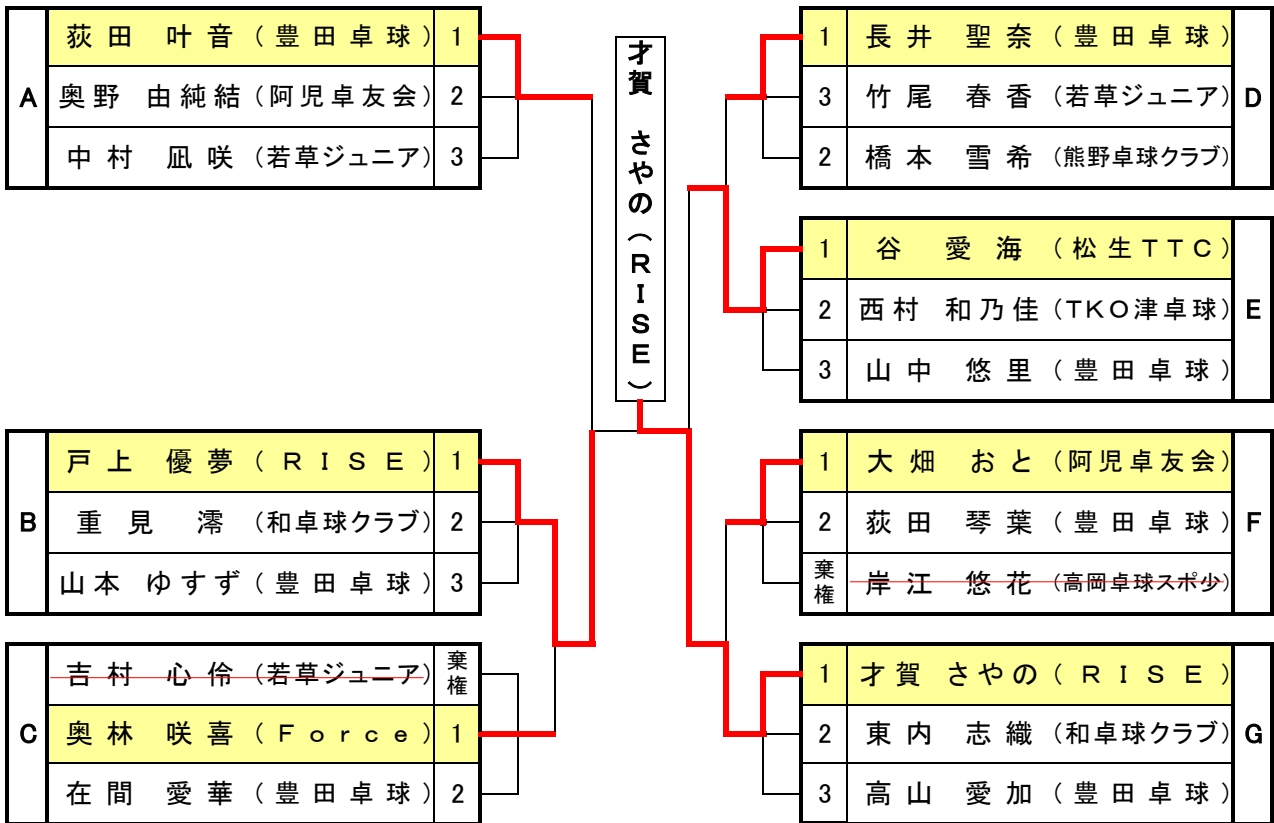 A
荻田 叶音 (豊田卓球) 1
奥野 由純結 (阿児卓友会) 2
中村 凪咲 (若草ジュニア) 3
B
戸上 優夢 (RISE) 1
重見 澪 (和卓球クラブ) 2
山本 ゆすず (豊田卓球) 3
C
吉村 心伶 (若草ジュニア) 棄権
奥林 咲喜 (Force) 1
在間 愛華 (豊田卓球) 2
才賀 さやの (RISE)
D
1 長井 聖奈 (豊田卓球)
3 竹尾 春香 (若草ジュニア)
2 橋本 雪希 (熊野卓球クラブ)
E
1 谷 愛海 (松生TTC)
2 西村 和乃佳 (TKO津卓球)
3 山中 悠里 (豊田卓球)
F
1 大畑 おと (阿児卓友会)
2 荻田 琴葉 (豊田卓球)
棄権 岸江 悠花 (高岡卓球スポ少)
G
1 才賀 さやの (RISE)
2 東内 志織 (和卓球クラブ)
3 高山 愛加 (豊田卓球)